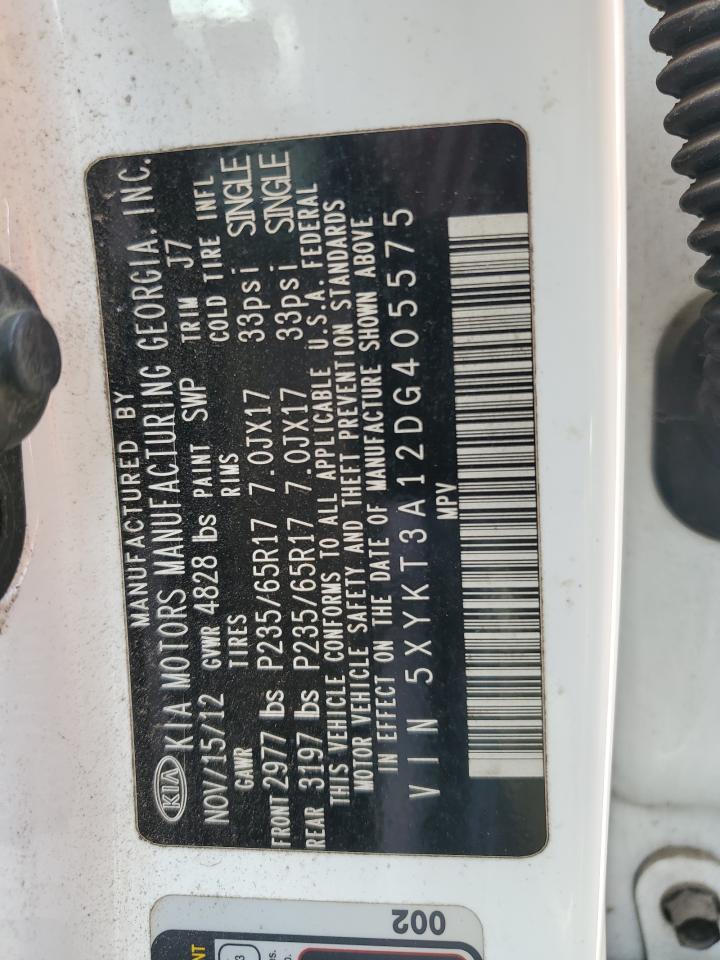 MANUFACTURED BY
KIA KIA MOTORS MANUFACTURING GEORGIA, INC.
NOV/15/12 GVWR 4828 lbs PAINT SWP TRIM J7
GAWR TIRES RIMS COLD TIRE INFL
FRONT 2977 lbs P235/65R17 7.0JX17 33psi SINGLE
REAR 3197 lbs P235/65R17 7.0JX17 33psi SINGLE
THIS VEHICLE CONFORMS TO ALL APPLICABLE U.S.A. FEDERAL
MOTOR VEHICLE SAFETY AND THEFT PREVENTION STANDARDS
IN EFFECT ON THE DATE OF MANUFACTURE SHOWN ABOVE
VIN 5XYKT3A12DG405575
MPV
002